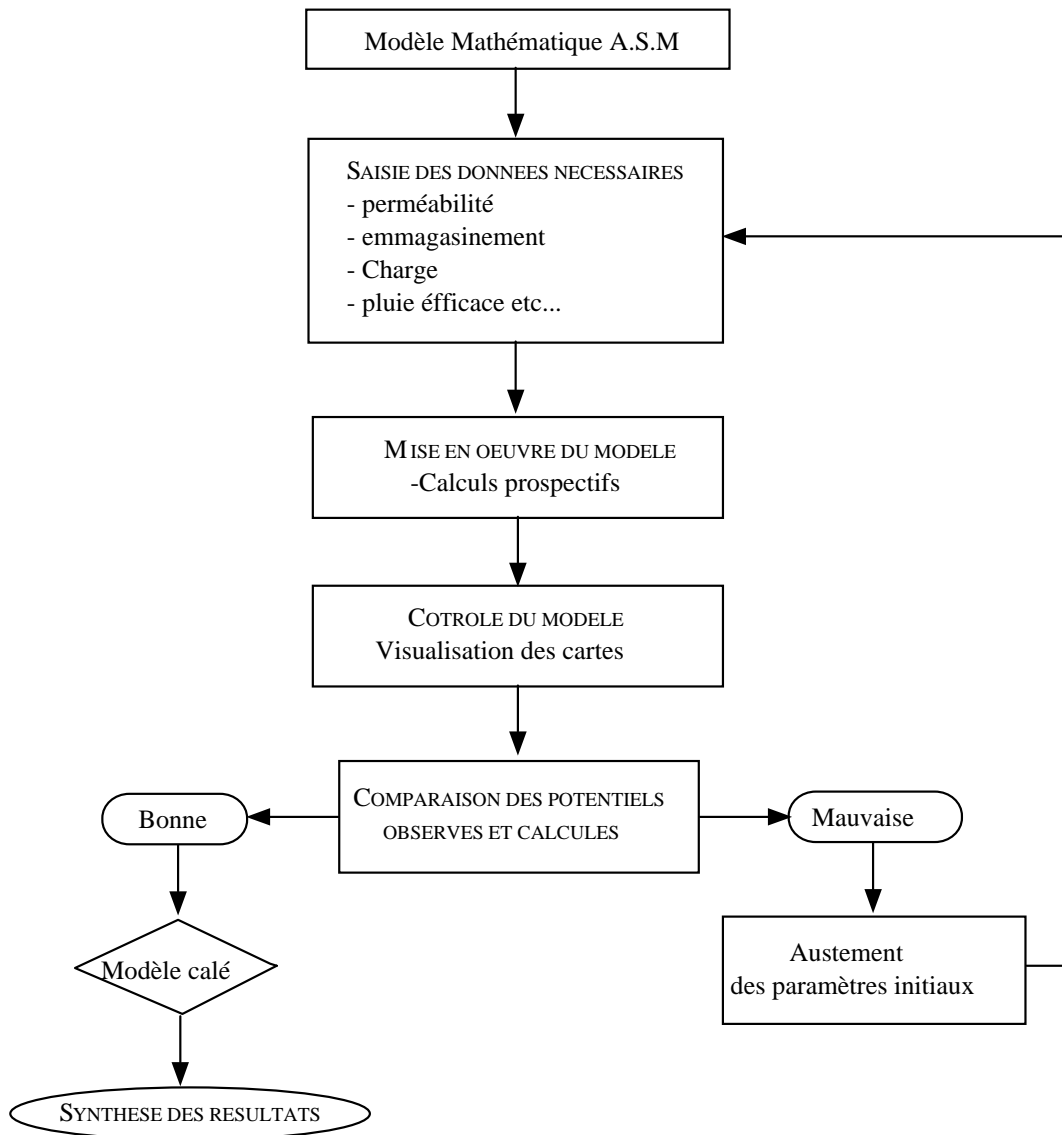 Modèle Mathématique A.S.M
SAISIE DES DONNEES NECESSAIRES
- perméabilité
- emmagasinement
- Charge
- pluie éfficace etc...
MISE EN OEUVRE DU MODELE
-Calculs prospectifs
COTROLE DU MODELE
Visualisation des cartes
COMPARAISON DES POTENTIELS
OBSERVES ET CALCULES
Bonne
Mauvaise
Modèle calé
Austement
des paramètres initiaux
SYNTHESE DES RESULTATS